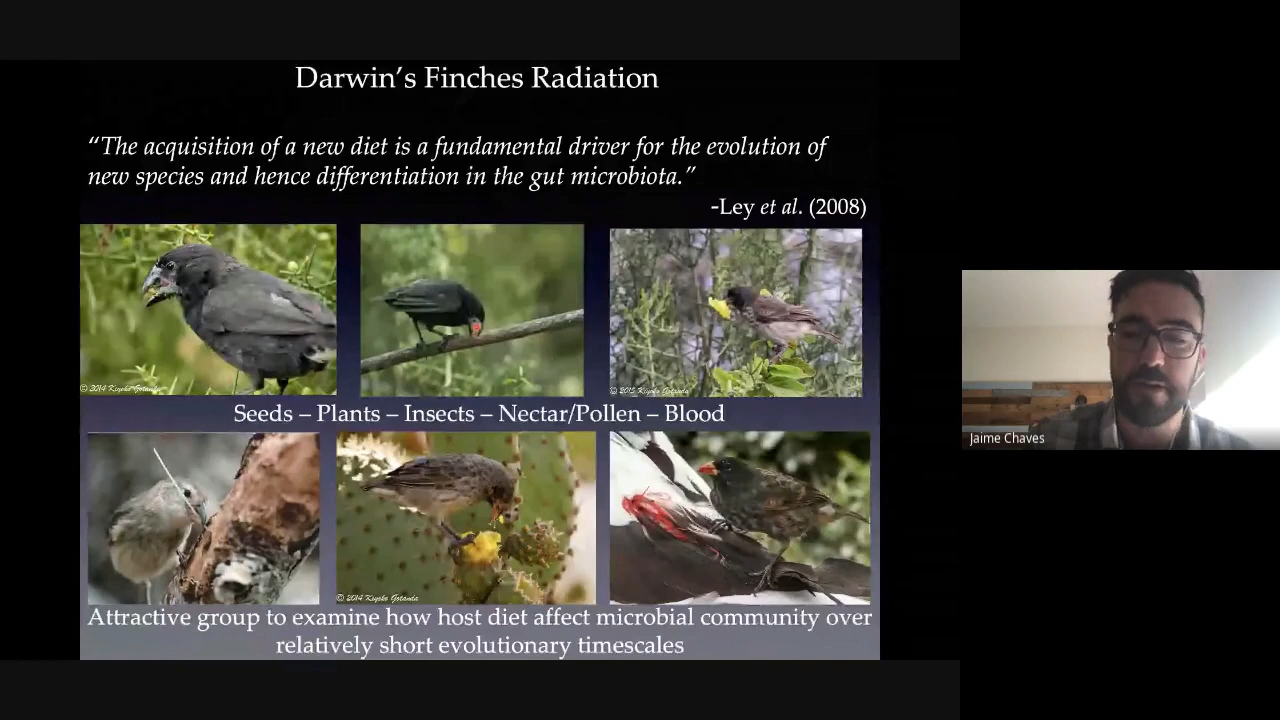 Darwin's Finches Radiation
“The acquisition of a new diet is a fundamental driver for the evolution of
new species and hence differentiation in the gut microbiota.”
-Ley et al. (2008)
© 2014 Kiyoko Gotanda
© 2015 Kiyoko Gotanda
Seeds – Plants – Insects – Nectar/Pollen – Blood
© 2014 Kiyoko Gotanda
Attractive group to examine how host diet affect microbial community over
relatively short evolutionary timescales
Jaime Chaves